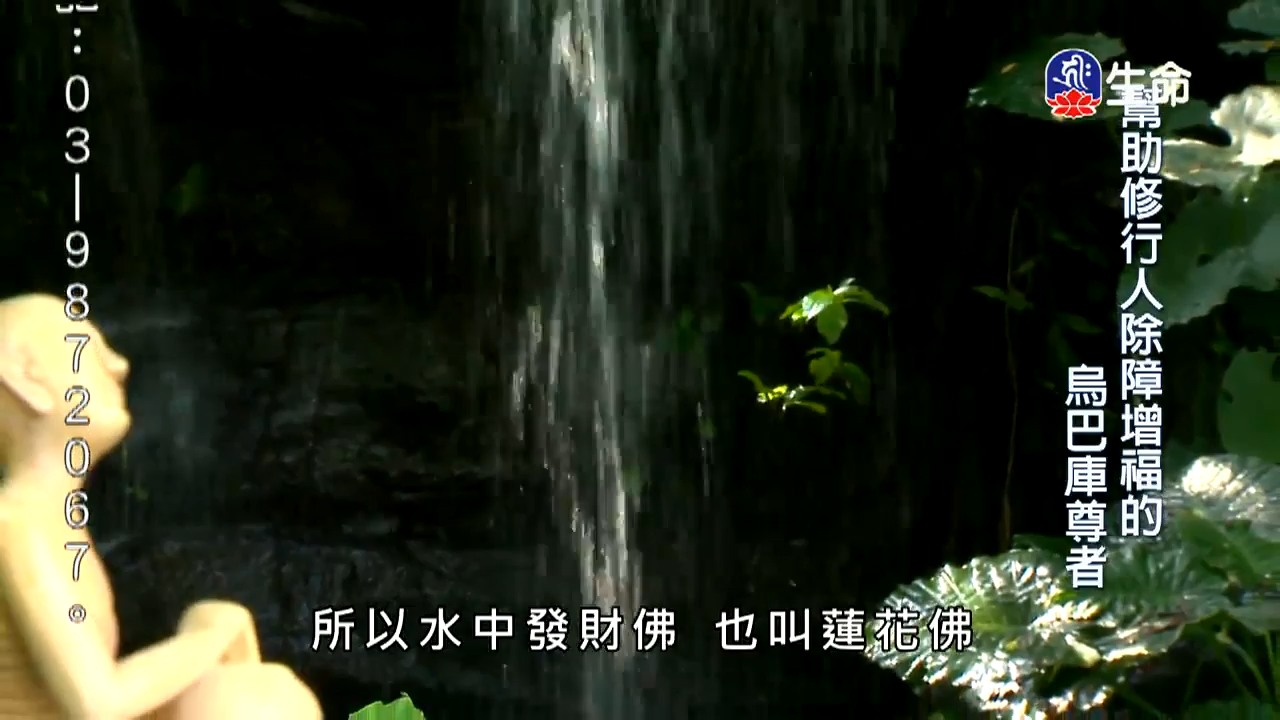 生命
幫助修行人除障增福的
烏巴庫尊者
：03—9872067。
所以水中發財佛 也叫蓮花佛